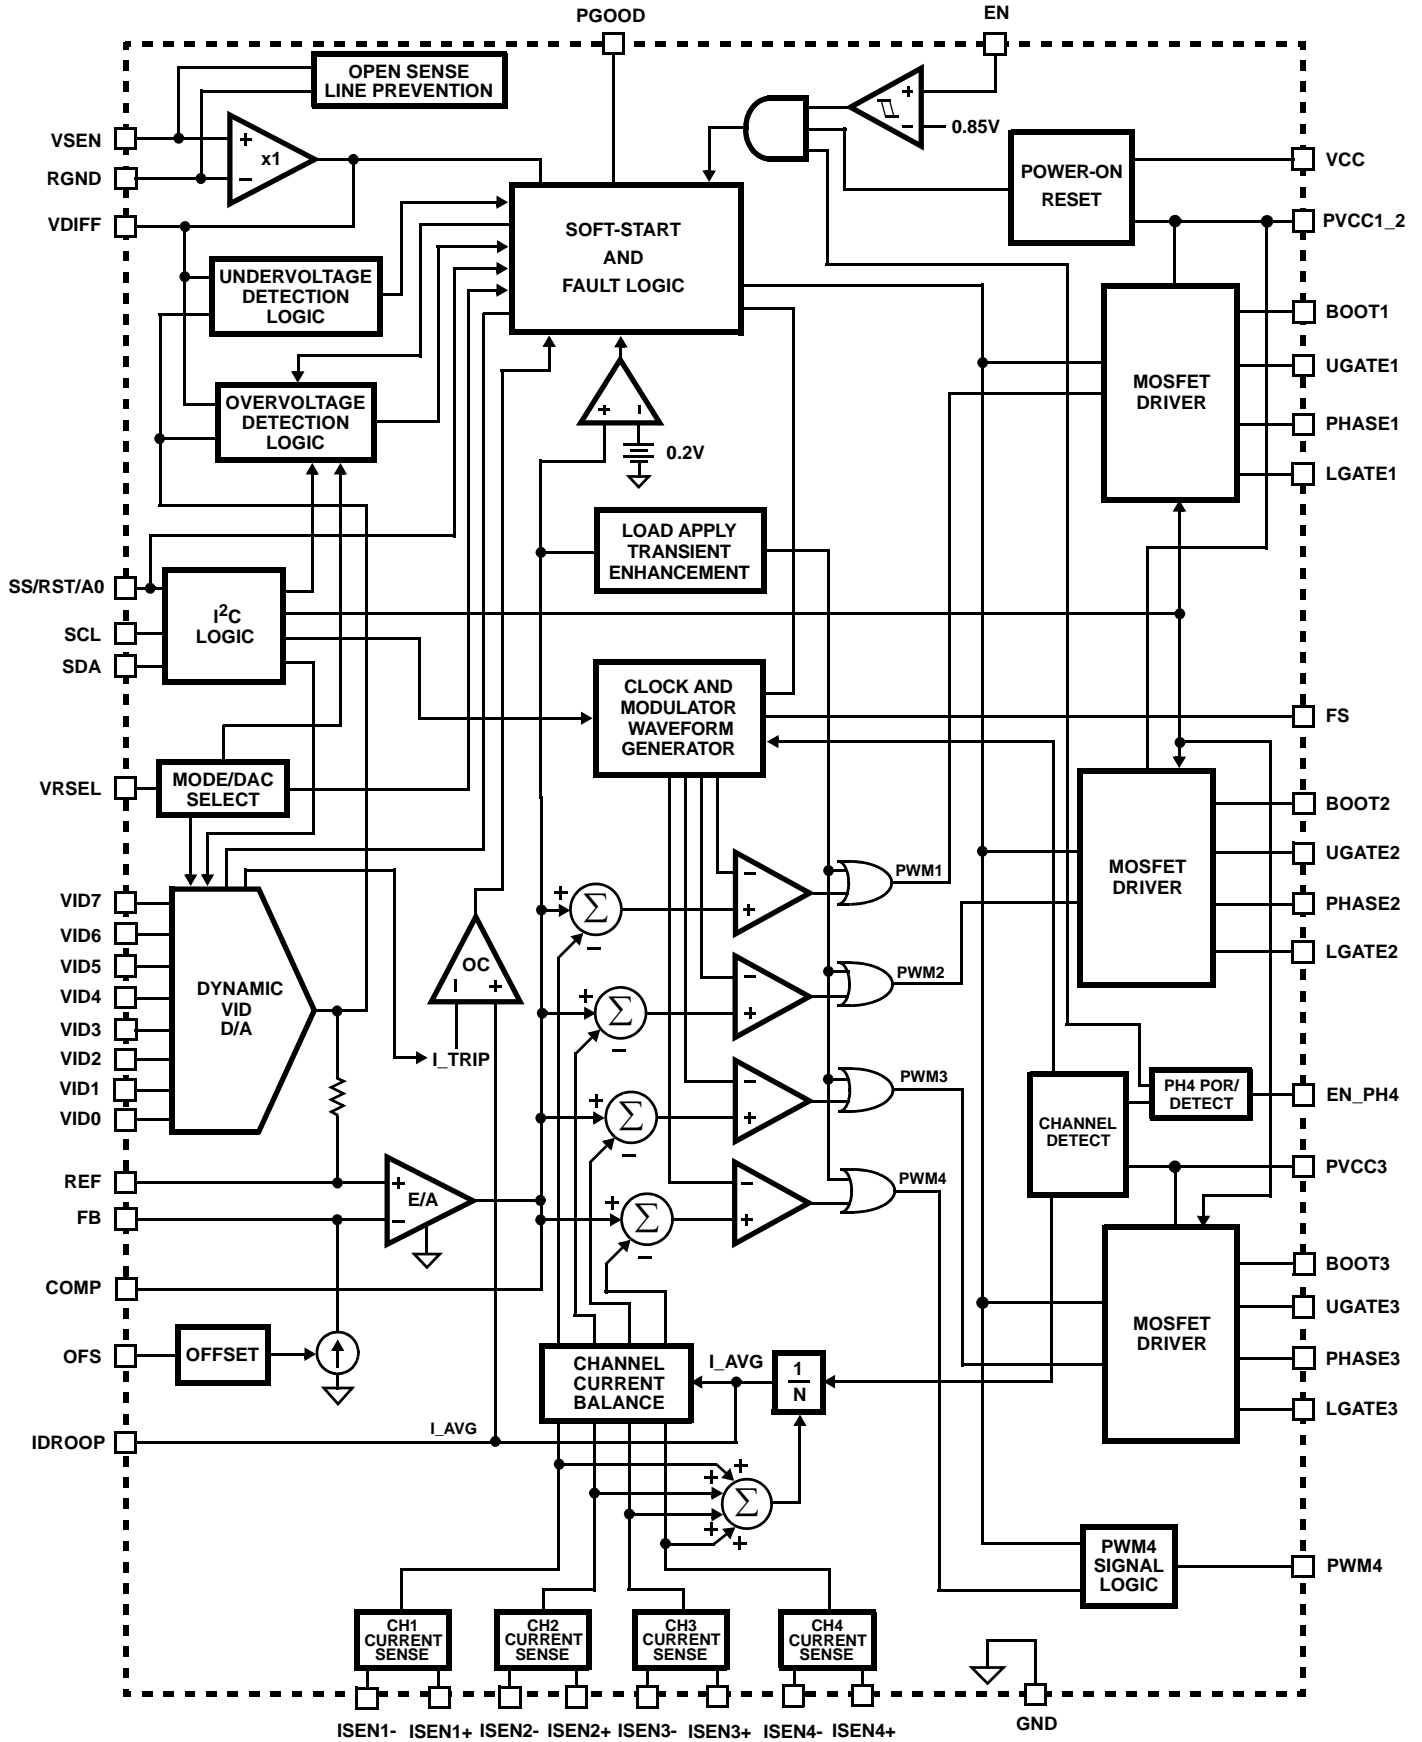 PGOOD
EN
OPEN SENSE
LINE PREVENTION
+
−
0.85V
VSEN
+
x1
−
RGND
POWER-ON
RESET
VCC
VDIFF
PVCC1_2
SOFT-START
AND
FAULT LOGIC
UNDERVOLTAGE
DETECTION
LOGIC
BOOT1
UGATE1
PHASE1
LGATE1
MOSFET
DRIVER
OVERVOLTAGE
DETECTION
LOGIC
+
−
0.2V
LOAD APPLY
TRANSIENT
ENHANCEMENT
SS/RST/A0
SCL
SDA
I²C
LOGIC
CLOCK AND
MODULATOR
WAVEFORM
GENERATOR
FS
VRSEL
MODE/DAC
SELECT
BOOT2
UGATE2
PHASE2
LGATE2
MOSFET
DRIVER
VID7
VID6
VID5
VID4
VID3
VID2
VID1
VID0
DYNAMIC
VID
D/A
OC
−
+
I_TRIP
+
Σ
−
−
+
PWM1
+
Σ
−
−
+
PWM2
+
Σ
−
−
+
PWM3
+
Σ
−
−
+
PWM4
CHANNEL
DETECT
PH4 POR/
DETECT
EN_PH4
PVCC3
REF
FB
+
E/A
−
COMP
BOOT3
UGATE3
PHASE3
LGATE3
MOSFET
DRIVER
OFS
OFFSET
CHANNEL
CURRENT
BALANCE
I_AVG
1
N
IDROOP
I_AVG
+
+
Σ
+
+
PWM4
SIGNAL
LOGIC
PWM4
CH1
CURRENT
SENSE
CH2
CURRENT
SENSE
CH3
CURRENT
SENSE
CH4
CURRENT
SENSE
ISEN1-
ISEN1+
ISEN2-
ISEN2+
ISEN3-
ISEN3+
ISEN4-
ISEN4+
GND